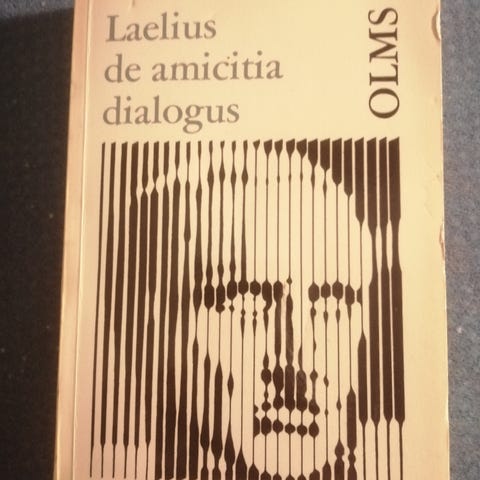 Laelius
de amicitia
dialogus
OLMS